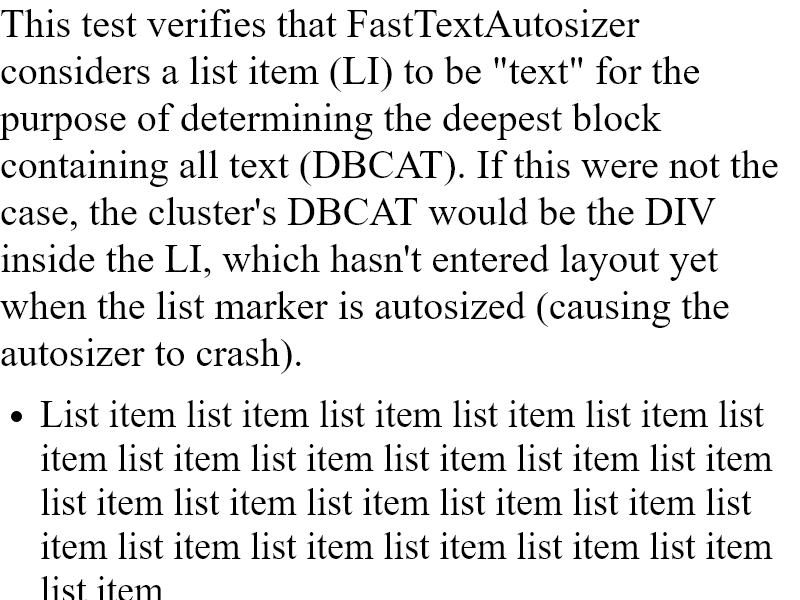 This test verifies that FastTextAutosizer
considers a list item (LI) to be "text" for the
purpose of determining the deepest block
containing all text (DBCAT). If this were not the
case, the cluster's DBCAT would be the DIV
inside the LI, which hasn't entered layout yet
when the list marker is autosized (causing the
autosizer to crash).
• List item list item list item list item list item list
item list item list item list item list item list item
list item list item list item list item list item list
item list item list item list item list item list item
list item